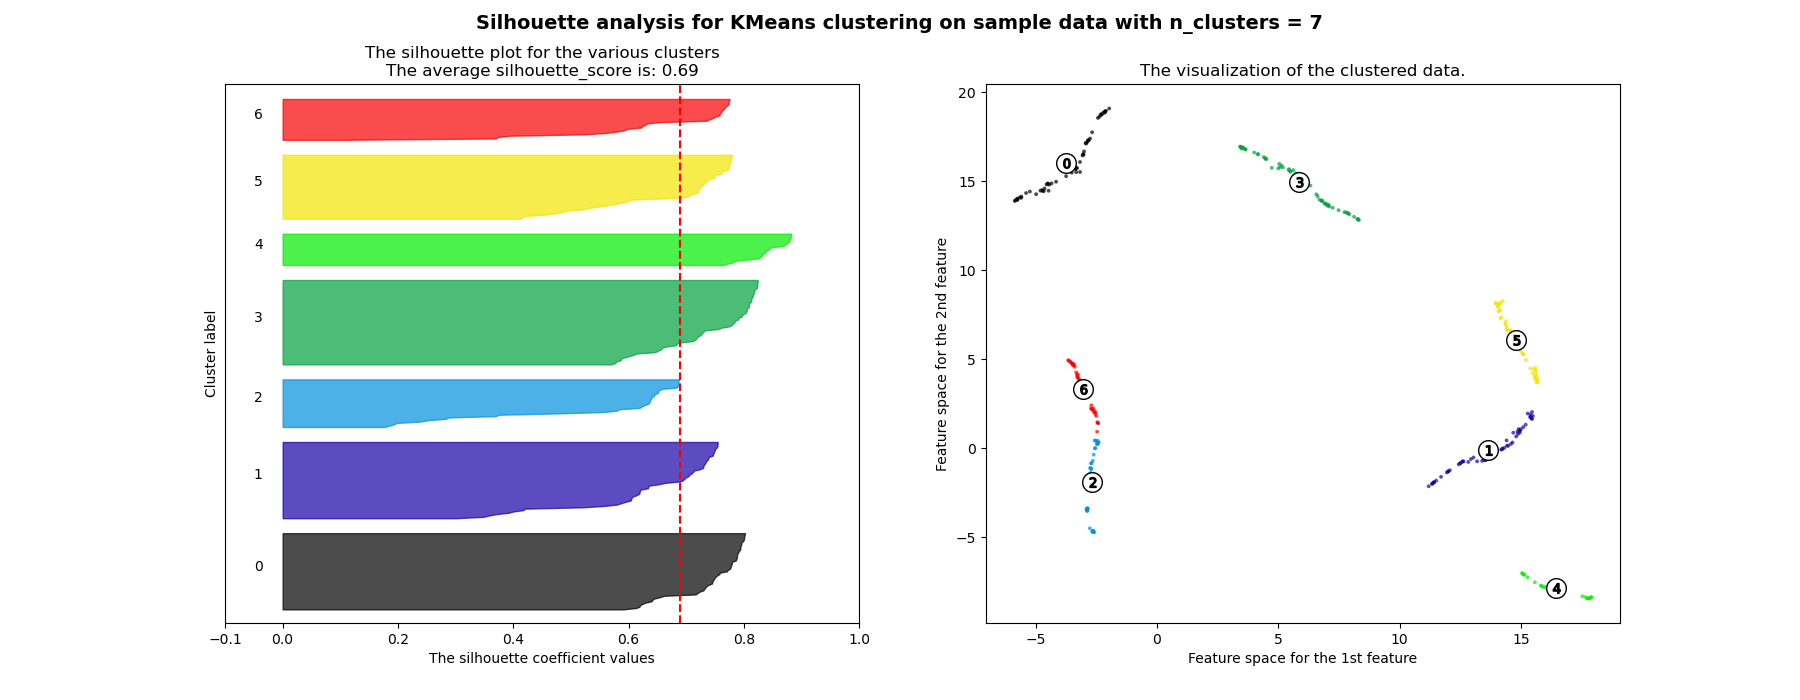 Silhouette analysis for KMeans clustering on sample data with n_clusters = 7
The silhouette plot for the various clusters
The average silhouette_score is: 0.69
6
5
4
3
2
1
0
Cluster label
−0.1 0.0 0.2 0.4 0.6 0.8 1.0
The silhouette coefficient values
The visualization of the clustered data.
20
15
10
5
0
−5
Feature space for the 2nd feature
0
3
5
6
1
2
4
−5 0 5 10 15
Feature space for the 1st feature